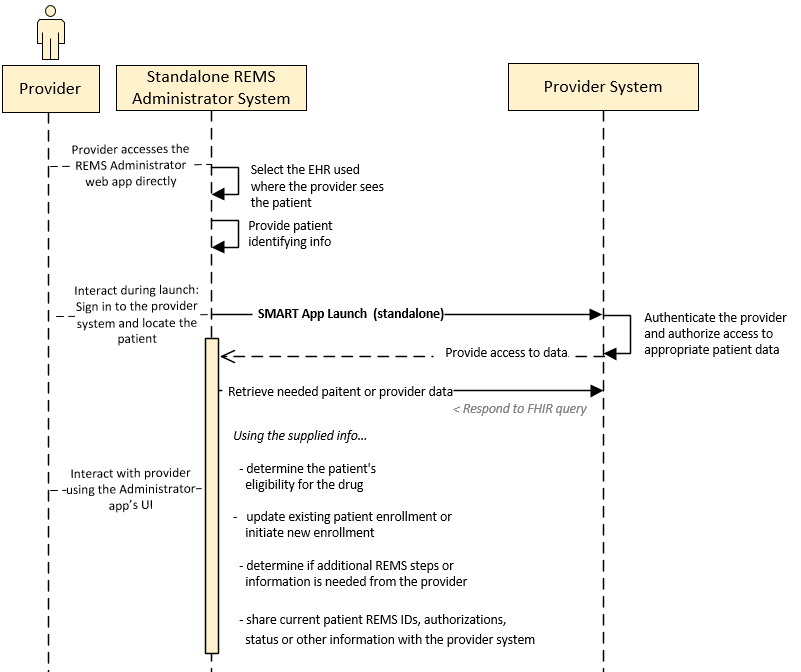 Provider
Standalone REMS
Administrator System
Provider System
Provider accesses the
REMS Administrator
web app directly
Select the EHR used
where the provider sees
the patient
Provide patient
identifying info
Interact during launch:
Sign in to the provider
system and locate the
patient
SMART App Launch (standalone)
Authenticate the provider
and authorize access to
appropriate patient data
Provide access to data.
Retrieve needed paitent or provider data
< Respond to FHIR query
Using the supplied info...
- determine the patient's
eligibility for the drug
Interact with provider
using the Administrator
app's UI
- update existing patient enrollment or
initiate new enrollment
- determine if additional REMS steps or
information is needed from the provider
- share current patient REMS IDs, authorizations,
status or other information with the provider system